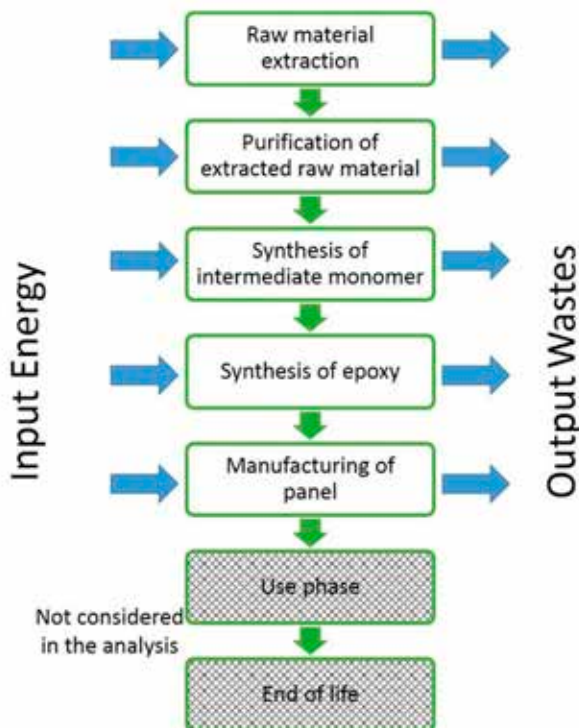 Raw material
extraction
Purification of
extracted raw material
Synthesis of
intermediate monomer
Synthesis of epoxy
Manufacturing of
panel
Use phase
End of life
Input Energy
Output Wastes
Not considered
in the analysis